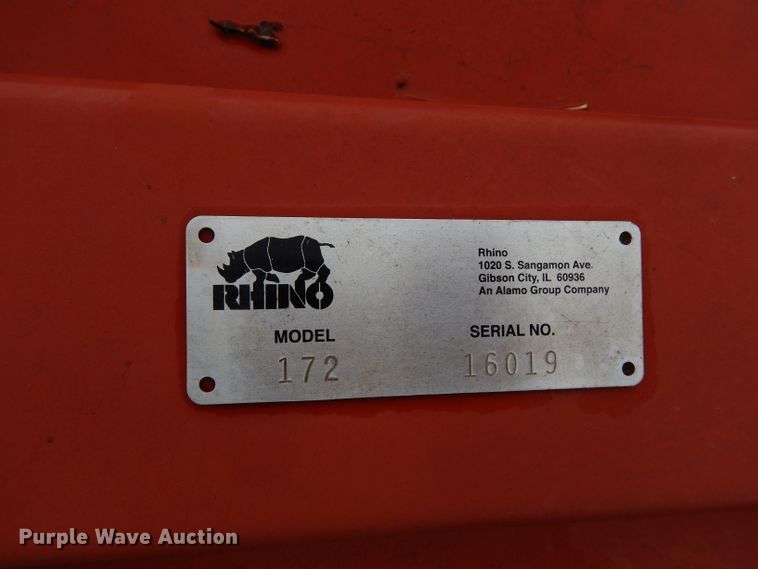 RHINO
Rhino
1020 S. Sangamon Ave.
Gibson City, IL 60936
An Alamo Group Company
MODEL
172
SERIAL NO.
16019
Purple Wave Auction